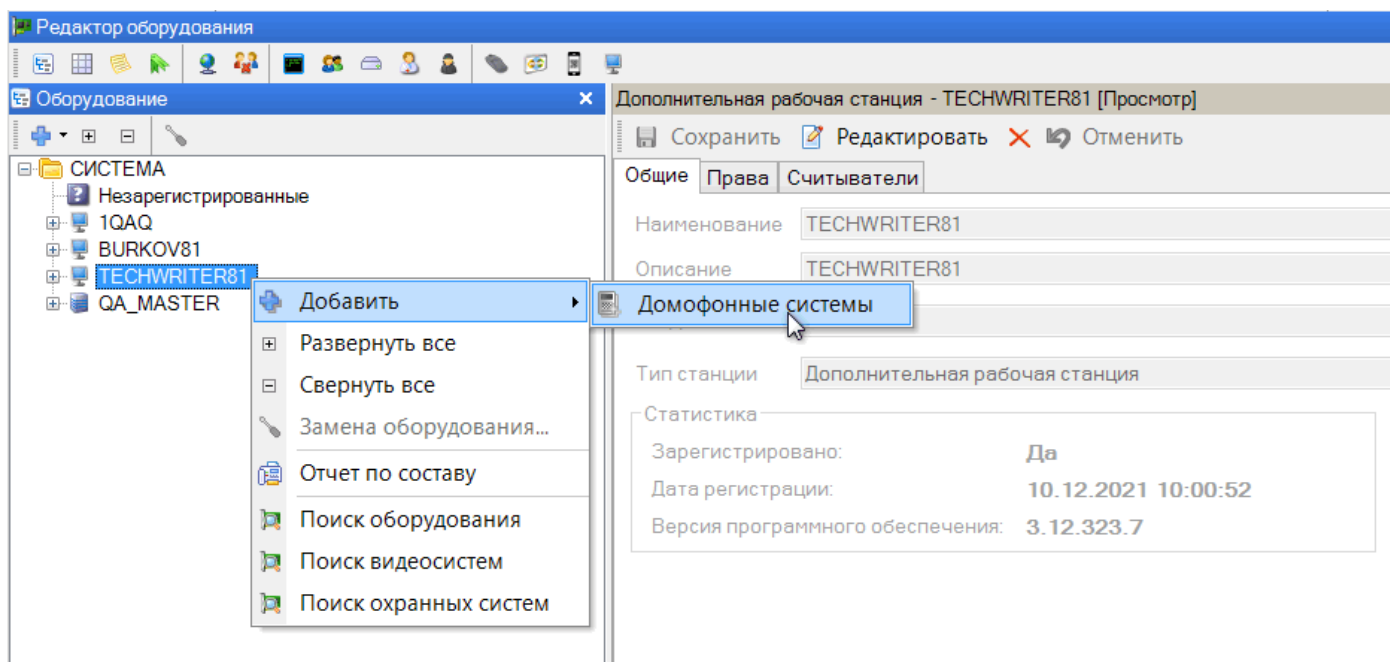 Редактор оборудования
Оборудование
СИСТЕМА
Незарегистрированные
1QAQ
BURKOV81
TECHWRITER81
QA_MASTER
Добавить
Развернуть все
Свернуть все
Замена оборудования...
Отчет по составу
Поиск оборудования
Поиск видеосистем
Поиск охранных систем
Домофонные системы
Дополнительная рабочая станция - TECHWRITER81 [Просмотр]
Сохранить Редактировать Отменить
Общие Права Считыватели
Наименование TECHWRITER81
Описание TECHWRITER81
Тип станции Дополнительная рабочая станция
Статистика
Зарегистрировано: Да
Дата регистрации: 10.12.2021 10:00:52
Версия программного обеспечения: 3.12.323.7